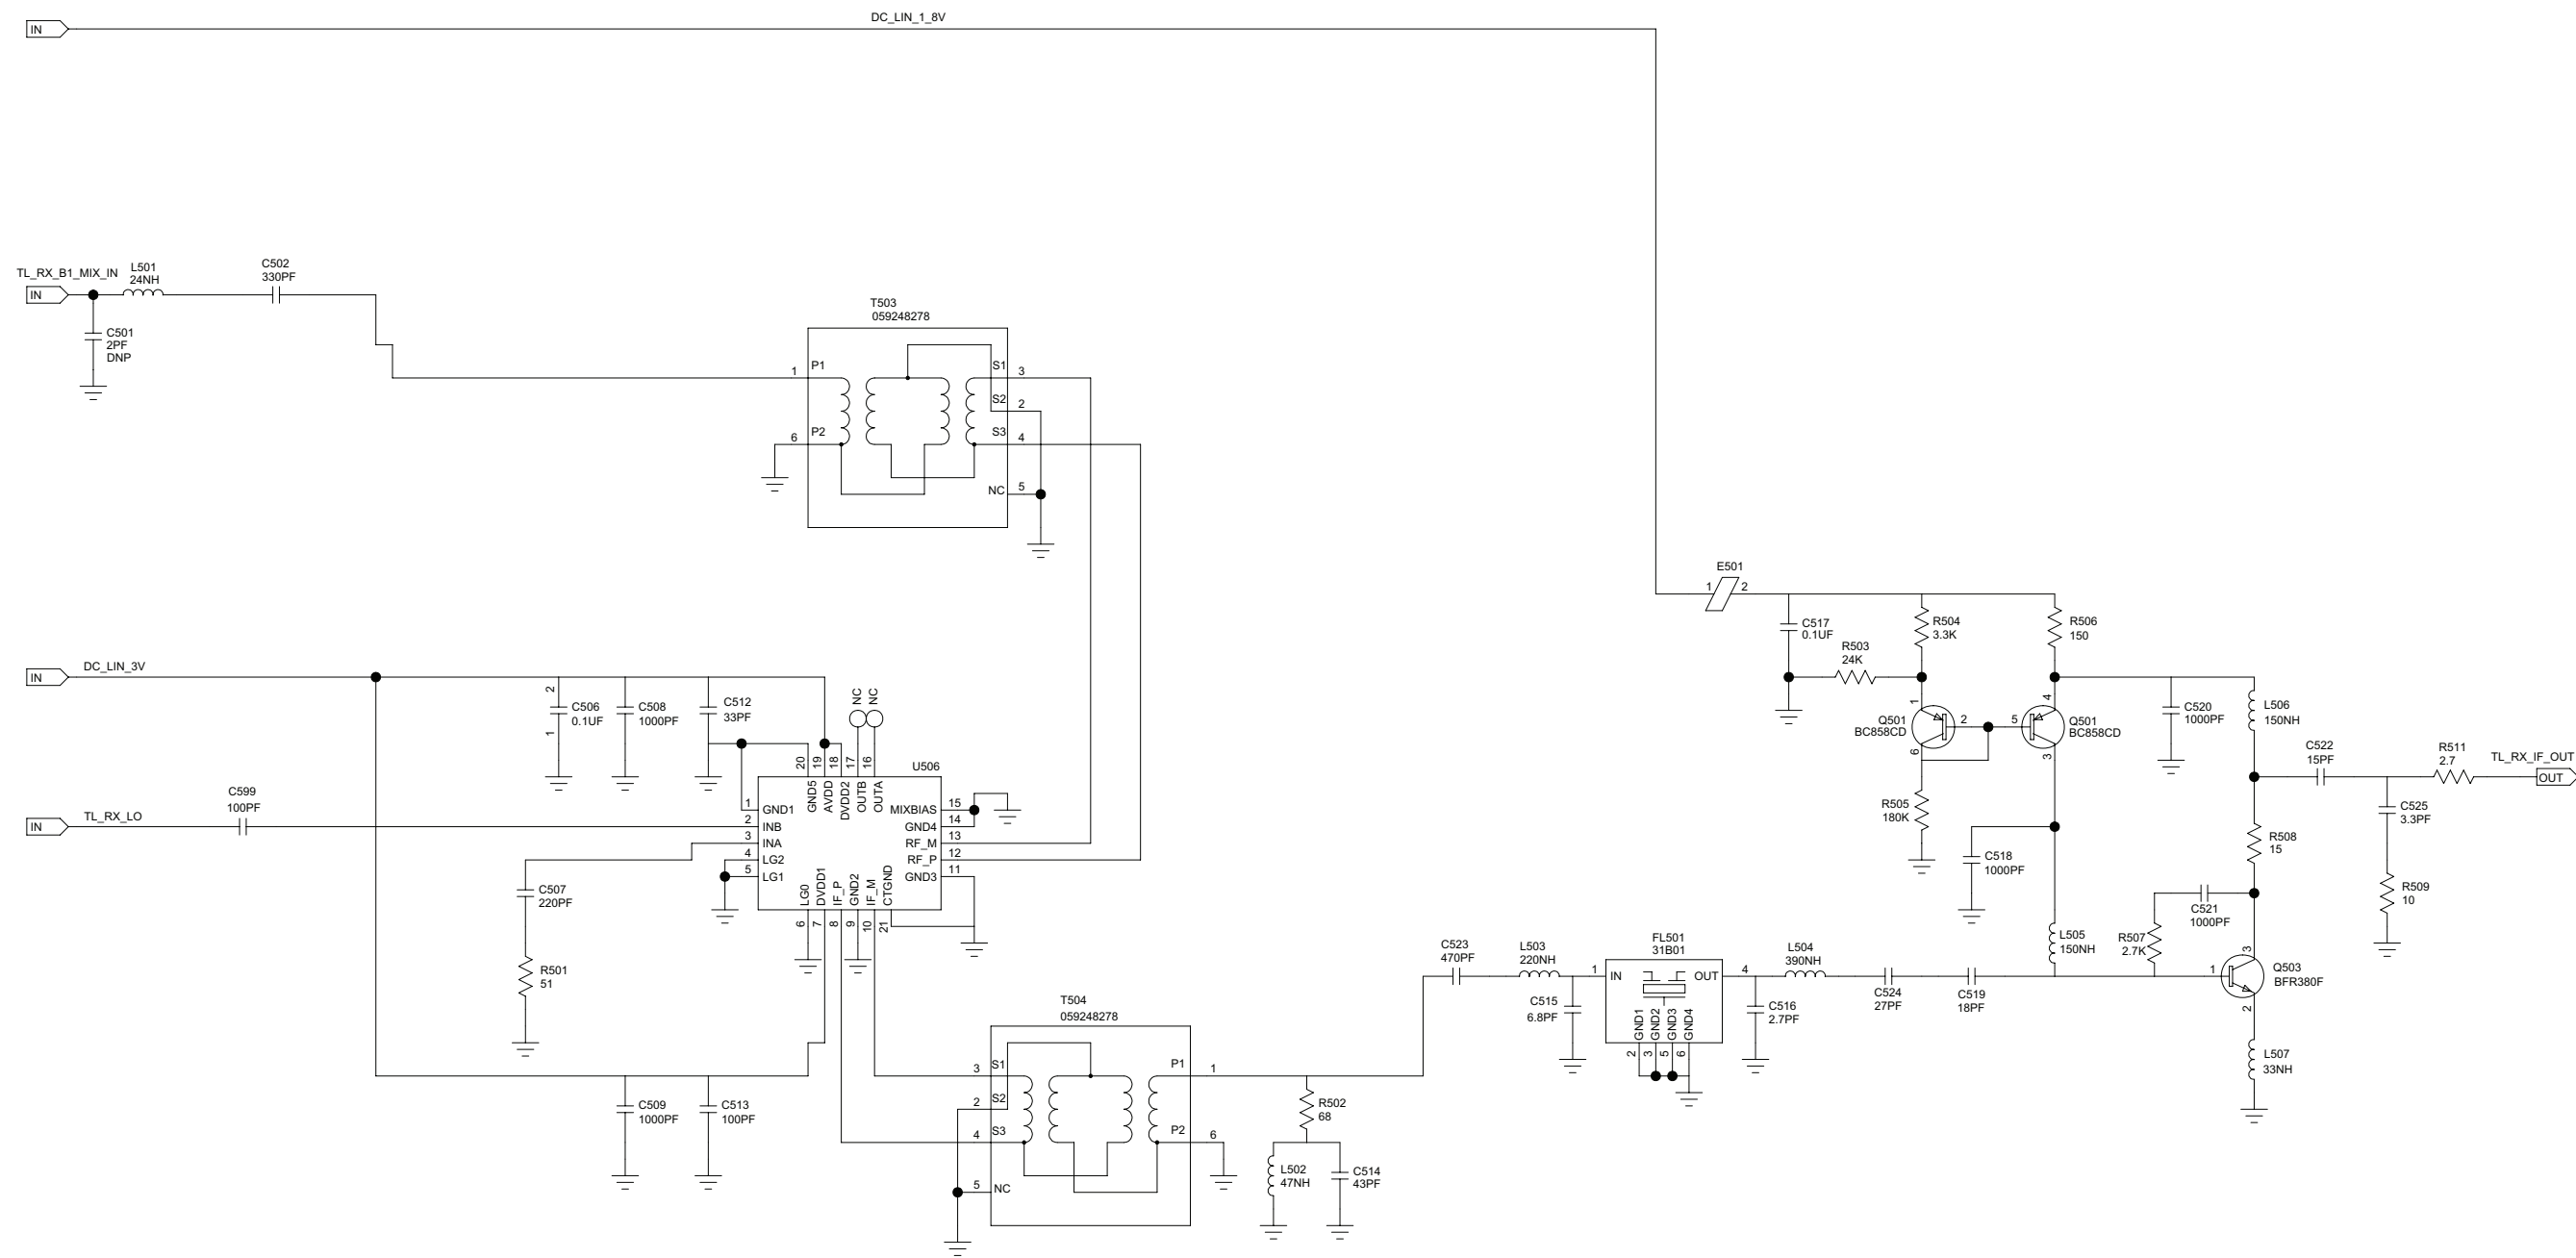 DC_LIN_1_8V
IN
TL_RX_B1_MIX_IN
IN
L501
24NH
C502
330PF
C501
2PF
DNP
T503
059248278
P1
1
P2
6
S1
3
S2
2
S3
4
NC
5
DC_LIN_3V
IN
C506
0.1UF
2
1
C508
1000PF
C512
33PF
NC
NC
U506
20
19
18
17
16
GND5
AVDD
DVDD2
OUTB
OUTA
1
GND1
2
INB
3
INA
4
LG2
5
LG1
MIXBIAS
15
GND4
14
RF_M
13
RF_P
12
GND3
11
LG0
DVDD1
IF_P
GND2
IF_M
CTGND
6
7
8
9
10
21
TL_RX_LO
IN
C599
100PF
C507
220PF
R501
51
C509
1000PF
C513
100PF
T504
059248278
3
S1
2
S2
4
S3
5
NC
P1
1
P2
6
R502
68
L502
47NH
C514
43PF
C523
470PF
L503
220NH
C515
6.8PF
FL501
31B01
1
IN
OUT
4
GND1
GND2
GND3
GND4
2
3
5
6
L504
390NH
C516
2.7PF
C524
27PF
C519
18PF
E501
1
2
C517
0.1UF
R503
24K
R504
3.3K
R506
150
Q501
BC858CD
1
2
6
5
4
3
Q501
BC858CD
R505
180K
C518
1000PF
L505
150NH
C520
1000PF
L506
150NH
C522
15PF
R511
2.7
TL_RX_IF_OUT
OUT
C525
3.3PF
R509
10
R508
15
C521
1000PF
R507
2.7K
1
3
2
Q503
BFR380F
L507
33NH